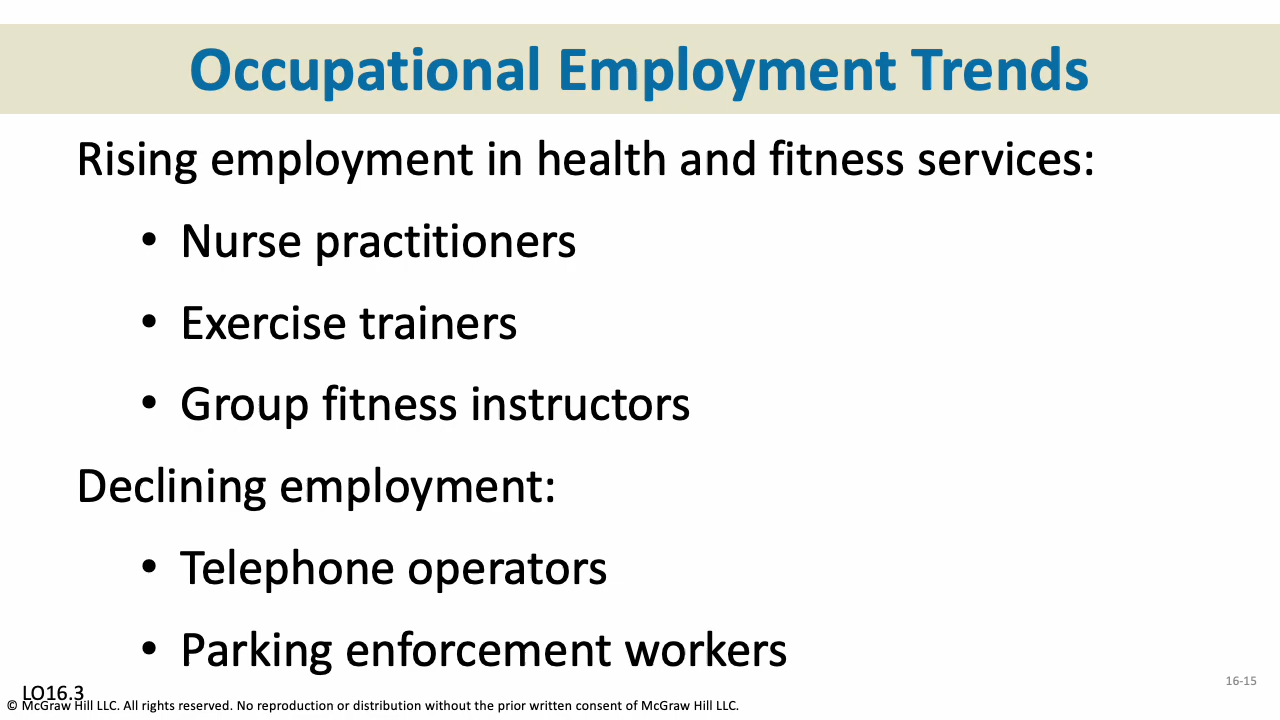 Occupational Employment Trends
Rising employment in health and fitness services:
• Nurse practitioners
• Exercise trainers
• Group fitness instructors
Declining employment:
• Telephone operators
• Parking enforcement workers
16-15
LO16.3
© McGraw Hill LLC. All rights reserved. No reproduction or distribution without the prior written consent of McGraw Hill LLC.